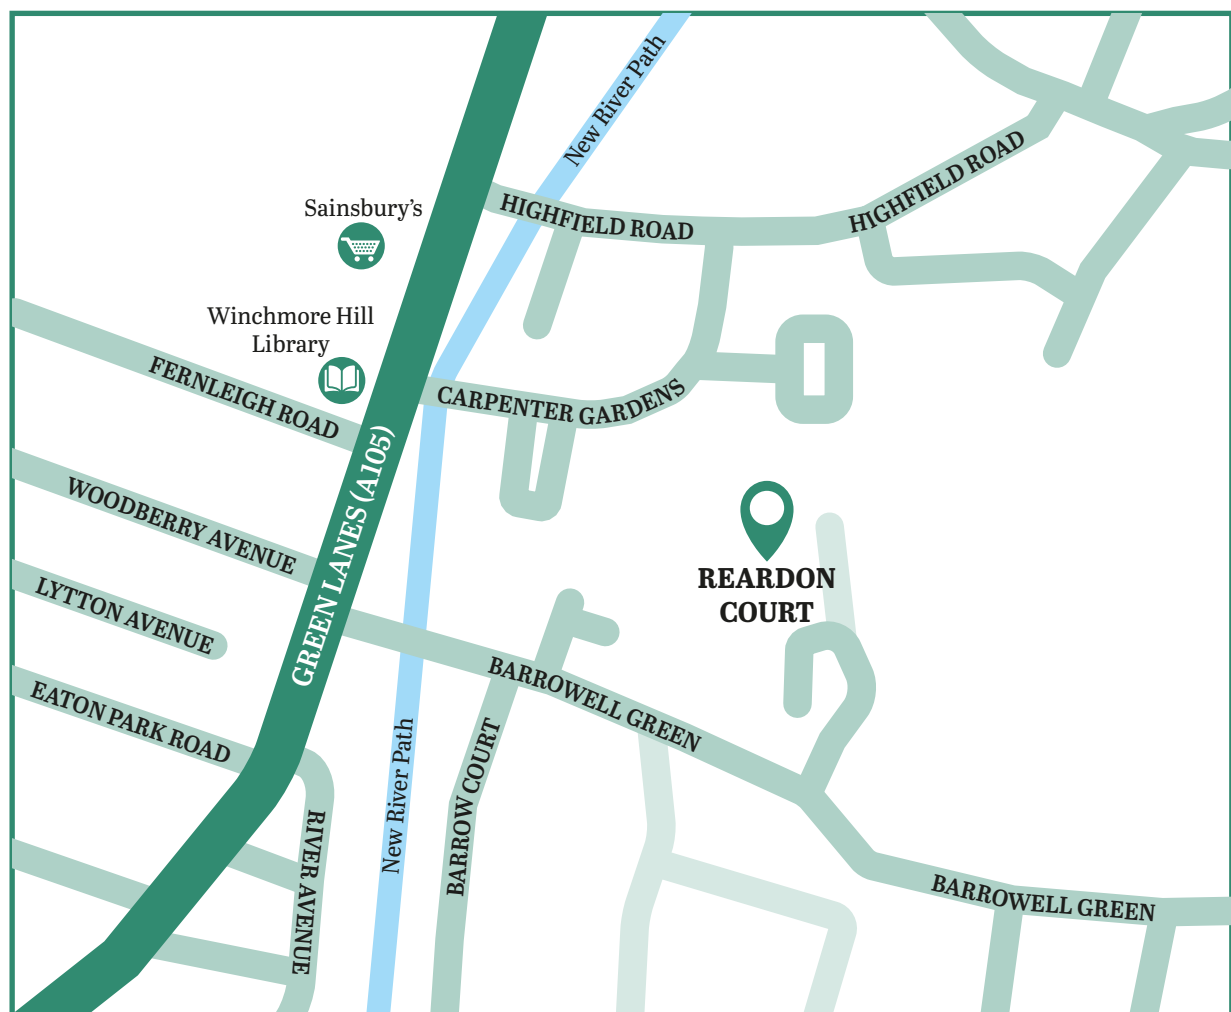 New River Path
HIGHFIELD ROAD
HIGHFIELD ROAD
Sainsbury's
Winchmore Hill
Library
FERNLEIGH ROAD
CARPENTER GARDENS
GREEN LANES (A105)
WOODBERRY AVENUE
LYTTON AVENUE
REARDON
COURT
EATON PARK ROAD
BARROWELL GREEN
New River Path
BARROW COURT
RIVER AVENUE
BARROWELL GREEN